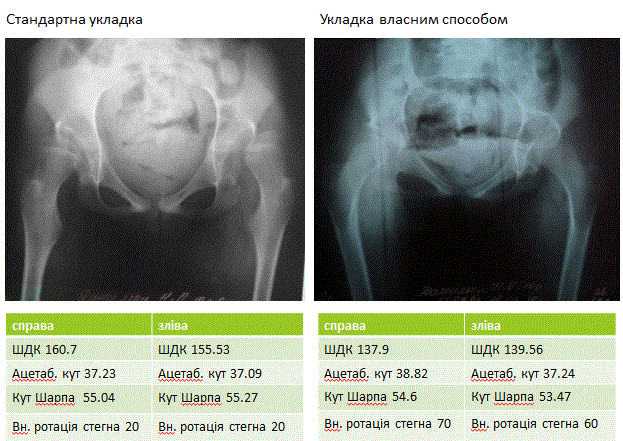 Стандартна укладка
Укладка власним способом
справа зліва
ШДК 160.7 ШДК 155.53
Ацетаб. кут 37.23 Ацетаб. кут 37.09
Кут Шарпа 55.04 Кут Шарпа 55.27
Вн. ротація стегна 20 Вн. ротація стегна 20
справа зліва
ШДК 137.9 ШДК 139.56
Ацетаб. кут 38.82 Ацетаб. кут 37.24
Кут Шарпа 54.6 Кут Шарпа 53.47
Вн. ротація стегна 70 Вн. ротація стегна 60